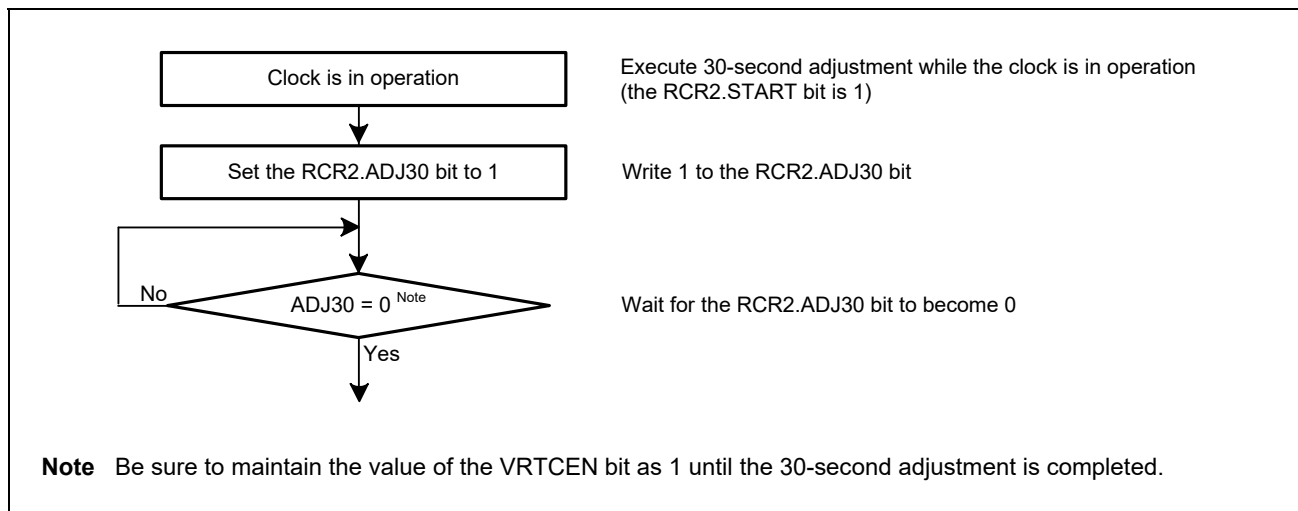 Clock is in operation
Execute 30-second adjustment while the clock is in operation
(the RCR2.START bit is 1)
Set the RCR2.ADJ30 bit to 1
Write 1 to the RCR2.ADJ30 bit
No
ADJ30 = 0 Note
Wait for the RCR2.ADJ30 bit to become 0
Yes
Note Be sure to maintain the value of the VRTCEN bit as 1 until the 30-second adjustment is completed.